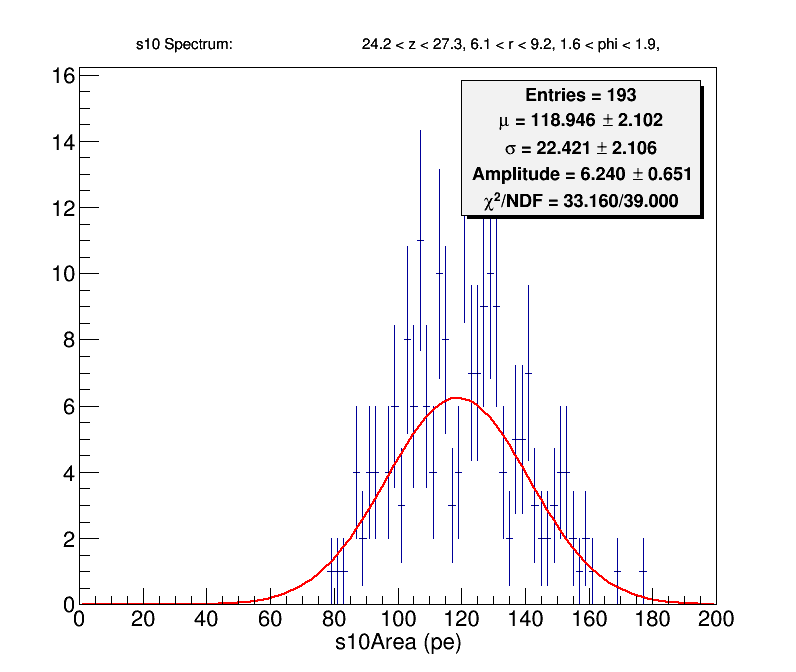 s10 Spectrum: 24.2 < z < 27.3, 6.1 < r < 9.2, 1.6 < phi < 1.9,
Entries = 193
μ = 118.946 ± 2.102
σ = 22.421 ± 2.106
Amplitude = 6.240 ± 0.651
χ²/NDF = 33.160/39.000
16
14
12
10
8
6
4
2
0
0 20 40 60 80 100 120 140 160 180 200
s10Area (pe)